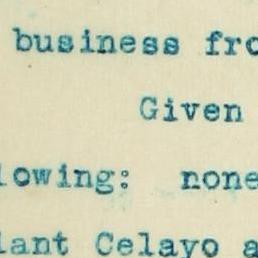 business fro
Given
lowing: none
lant Celayo a